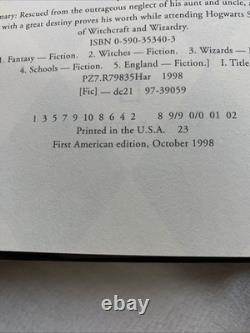 mary: Rescued from the outrageous neglect of his aunt and uncle, a
with a great destiny proves his worth while attending Hogwarts S
of Witchcraft and Wizardry.
ISBN 0-590-35340-3
1. Fantasy — Fiction. 2. Witches — Fiction. 3. Wizards —
4. Schools — Fiction. 5. England — Fiction.] I. Title
PZ7.R79835Har 1998
[Fic] — dc21 97-39059
1 3 5 7 9 10 8 6 4 2 8 9/9 0/0 01 02
Printed in the U.S.A. 23
First American edition, October 1998
ebay